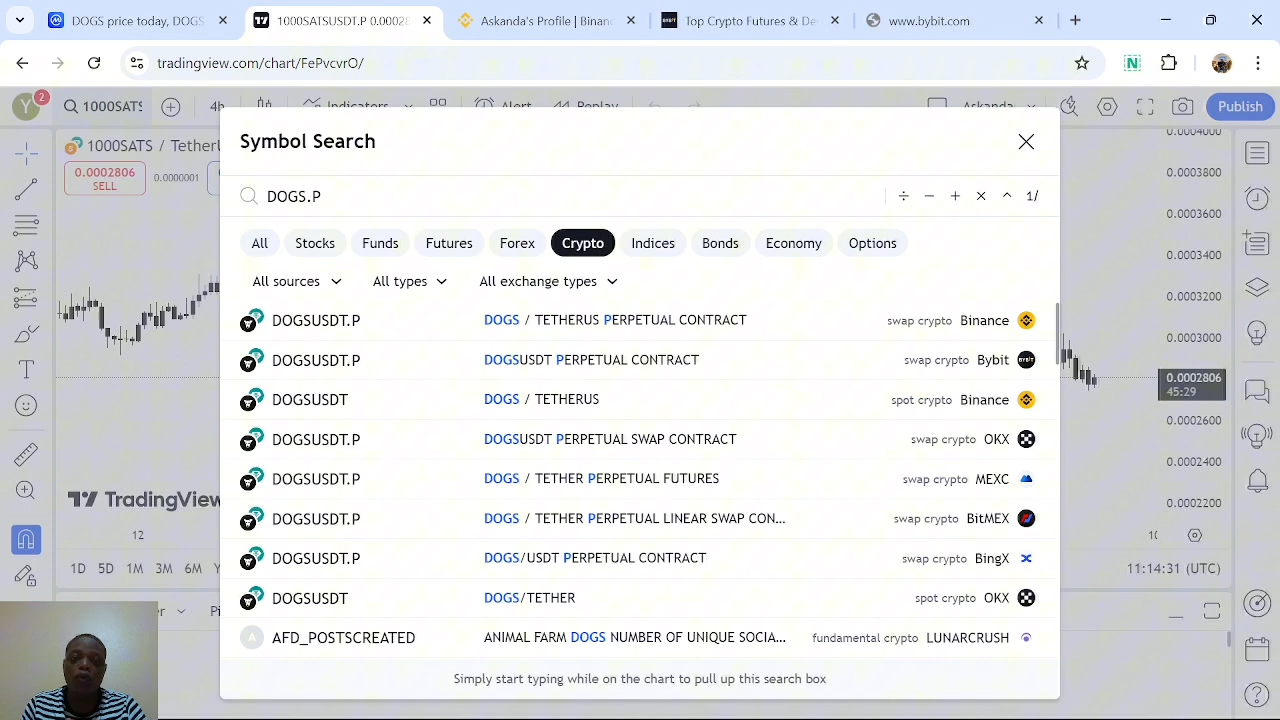 DOGS price today, DOGS
1000SATSUSDT.P 0.00028
Askanda's Profile | Binanc
Top Crypto Futures & De
www.bybit.com
tradingview.com/chart/FePvcvrO/
N
Y
2
1000SATS
4h
Indicators
Alert
Replay
Askanda
Publish
Symbol Search
1000SATS / Tether
0.0002806
SELL
0.0000001
DOGS.P
1/
All
Stocks
Funds
Futures
Forex
Crypto
Indices
Bonds
Economy
Options
All sources
All types
All exchange types
DOGSUSDT.P DOGS / TETHERUS PERPETUAL CONTRACT swap crypto Binance
DOGSUSDT.P DOGSUSDT PERPETUAL CONTRACT swap crypto Bybit
DOGSUSDT DOGS / TETHERUS spot crypto Binance
DOGSUSDT.P DOGSUSDT PERPETUAL SWAP CONTRACT swap crypto OKX
DOGSUSDT.P DOGS / TETHER PERPETUAL FUTURES swap crypto MEXC
DOGSUSDT.P DOGS / TETHER PERPETUAL LINEAR SWAP CON... swap crypto BitMEX
DOGSUSDT.P DOGS/USDT PERPETUAL CONTRACT swap crypto BingX
DOGSUSDT DOGS/TETHER spot crypto OKX
A AFD_POSTSCREATED ANIMAL FARM DOGS NUMBER OF UNIQUE SOCIA... fundamental crypto LUNARCRUSH
Simply start typing while on the chart to pull up this search box
0.0004000
0.0003800
0.0003600
0.0003400
0.0003200
0.0003000
0.0002806
45:29
0.0002600
0.0002400
0.0002200
TradingView
12
1D 5D 1M 3M 6M
11:14:31 (UTC)